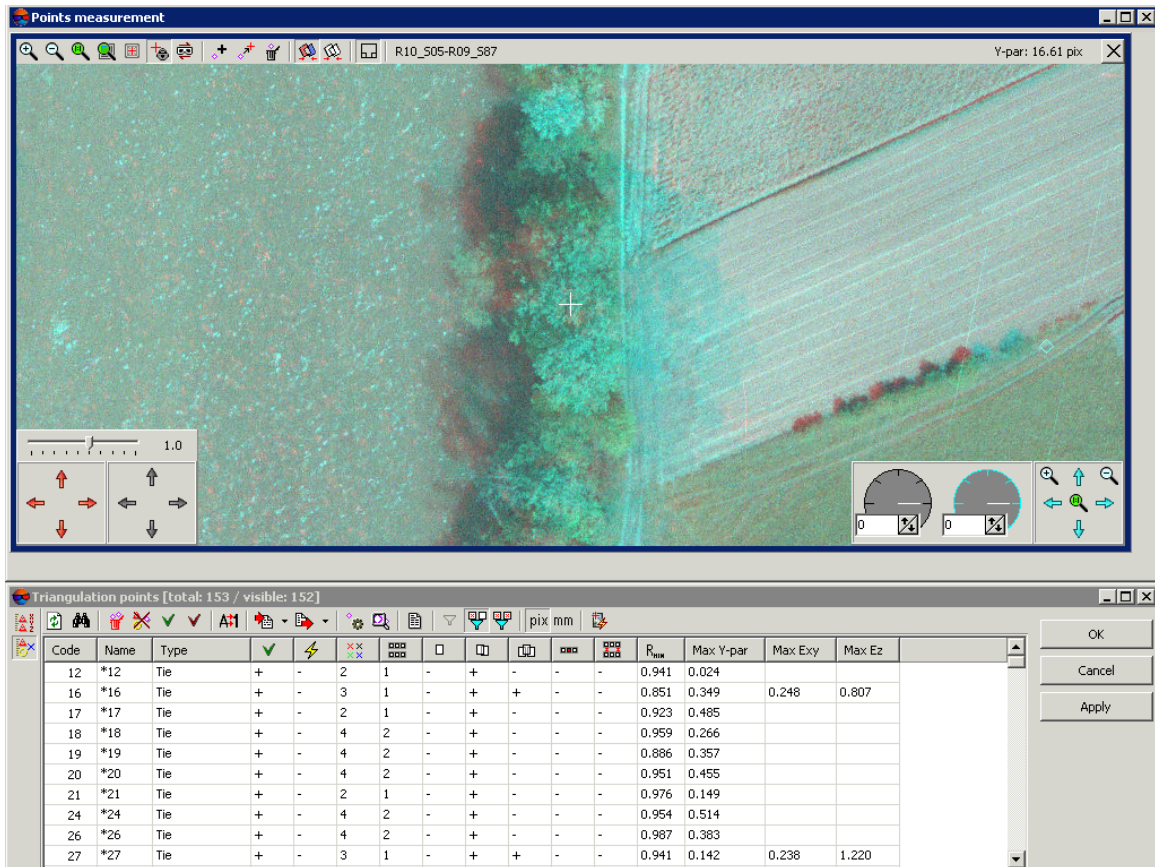 Points measurement
R10_S05-R09_S87 Y-par: 16.61 pix
1.0
0 0
Triangulation points [total: 153 / visible: 152]
pix mm
OK
Cancel
Apply
Code Name Type R MIN Max Y-par Max Exy Max Ez
12 *12 Tie + - 2 1 - + - - - 0.941 0.024
16 *16 Tie + - 3 1 - + + - - 0.851 0.349 0.248 0.807
17 *17 Tie + - 2 1 - + - - - 0.923 0.485
18 *18 Tie + - 4 2 - + - - - 0.959 0.266
19 *19 Tie + - 4 2 - + - - - 0.886 0.357
20 *20 Tie + - 4 2 - + - - - 0.951 0.455
21 *21 Tie + - 2 1 - + - - - 0.976 0.149
24 *24 Tie + - 4 2 - + - - - 0.954 0.514
26 *26 Tie + - 4 2 - + - - - 0.987 0.383
27 *27 Tie + - 3 1 - + + - - 0.941 0.142 0.238 1.220